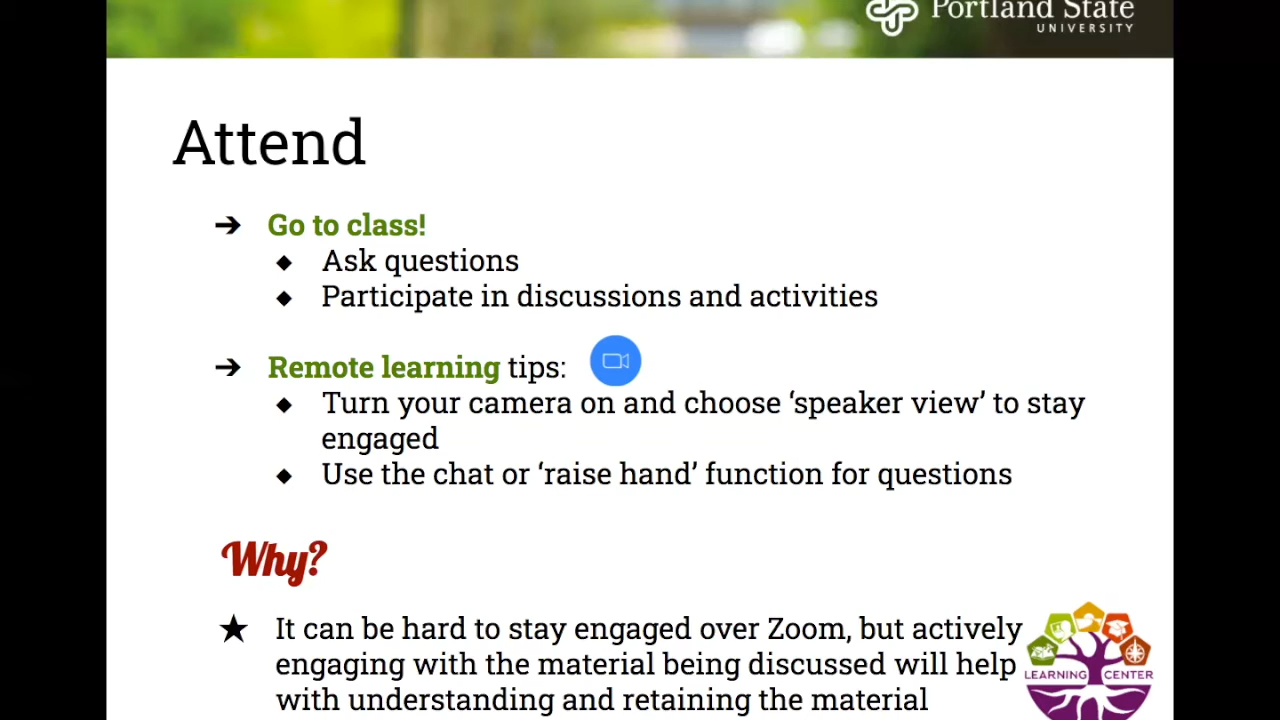 Portland State
UNIVERSITY
Attend
➔ Go to class!
◆ Ask questions
◆ Participate in discussions and activities
➔ Remote learning tips:
◆ Turn your camera on and choose ‘speaker view’ to stay
engaged
◆ Use the chat or ‘raise hand’ function for questions
Why?
★ It can be hard to stay engaged over Zoom, but actively
engaging with the material being discussed will help
with understanding and retaining the material
LEARNING CENTER